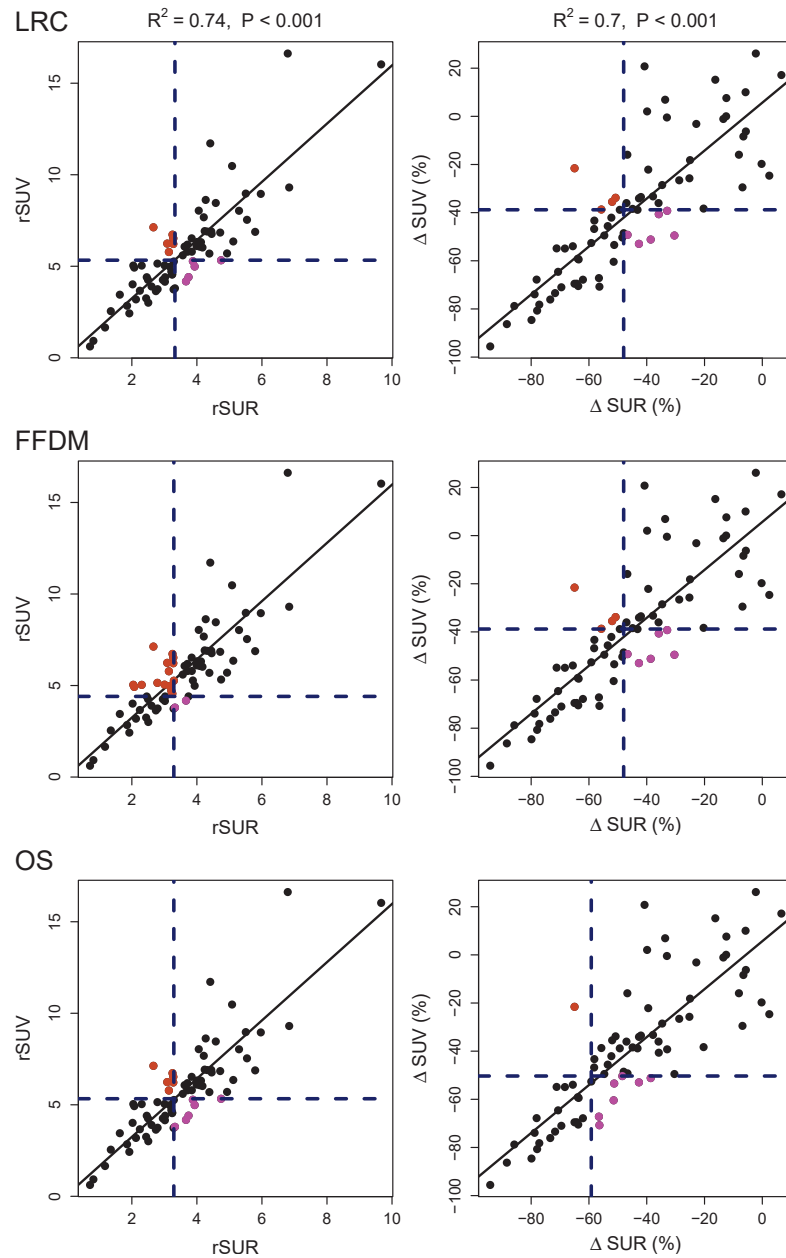 LRC
R² = 0.74, P < 0.001
R² = 0.7, P < 0.001
rSUV
0 5 10 15
2 4 6 8 10
rSUR
Δ SUV (%)
−100 −80 −60 −40 −20 0 20
−80 −60 −40 −20 0
Δ SUR (%)
FFDM
rSUV
0 5 10 15
2 4 6 8 10
rSUR
Δ SUV (%)
−100 −80 −60 −40 −20 0 20
−80 −60 −40 −20 0
Δ SUR (%)
OS
rSUV
0 5 10 15
2 4 6 8 10
rSUR
Δ SUV (%)
−100 −80 −60 −40 −20 0 20
−80 −60 −40 −20 0
Δ SUR (%)